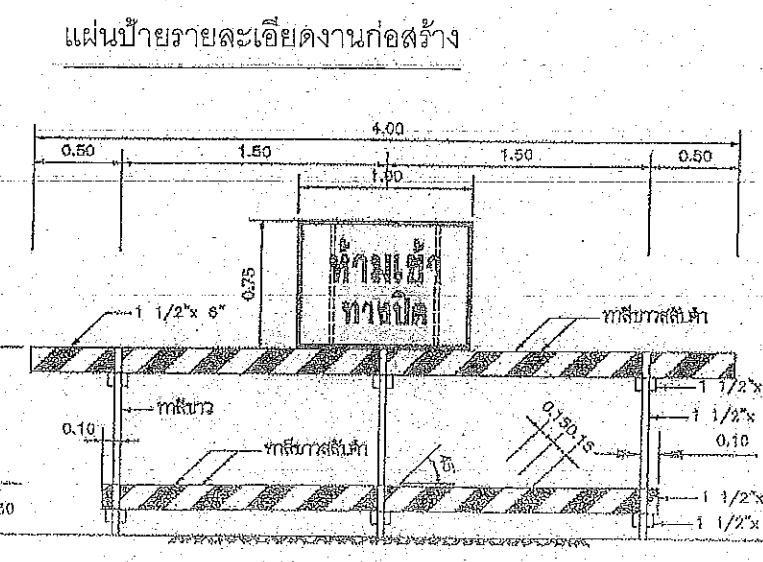 แผ่นป้ายรายละเอียดงานก่อสร้าง
4.00
0.50 1.50 1.50 0.50
1.00
0.75
ห้ามเข้า
ทางปิด
1 1/2"x 6"
ทาสีขาวสลับดำ
1 1/2"x
ทาสีขาว
1 1/2"x
0.10
0.150.15
0.10
ทาสีขาวสลับดำ
45
1 1/2"x
1 1/2"x